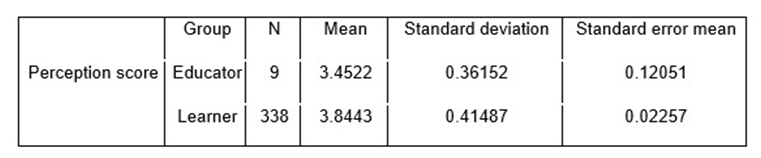 Group N Mean Standard deviation Standard error mean
Perception score Educator 9 3.4522 0.36152 0.12051
Learner 338 3.8443 0.41487 0.02257